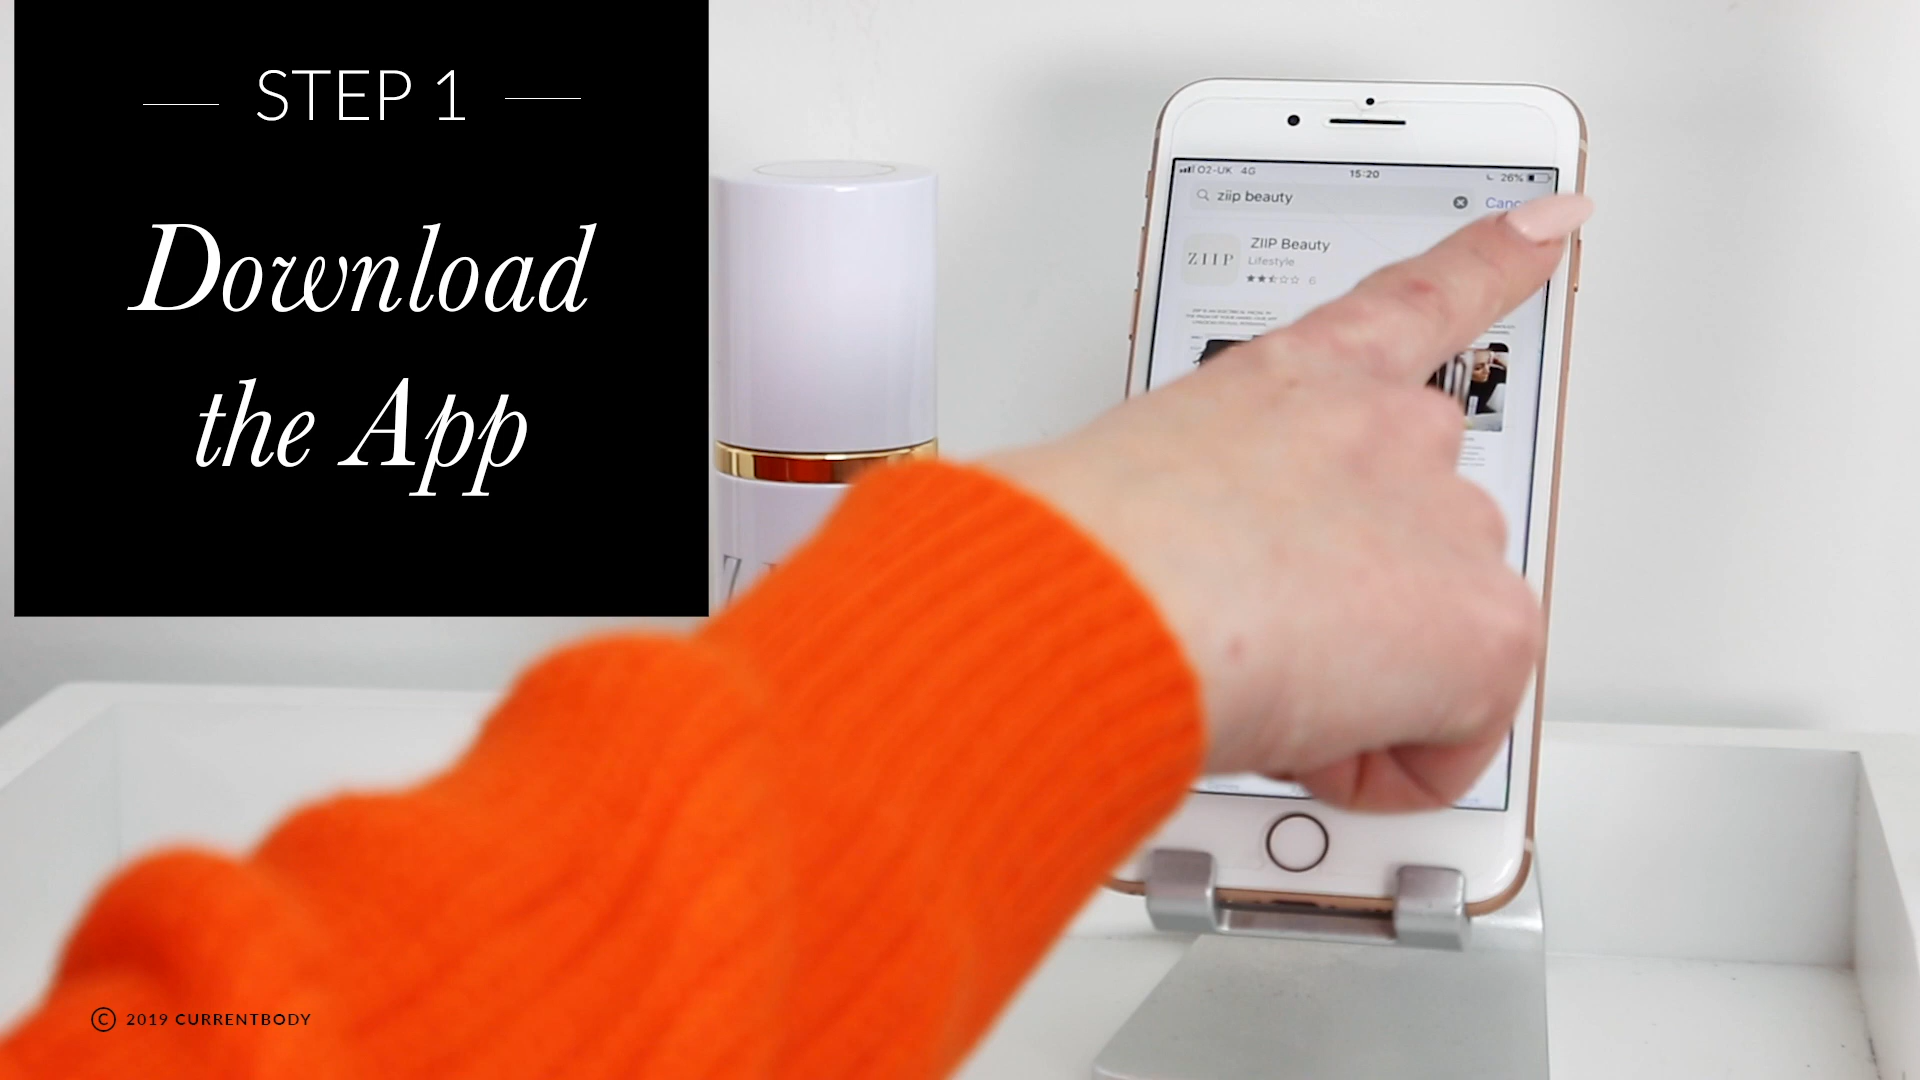 STEP 1
Download
the App
O2-UK 4G
15:20
26%
ziip beauty
ZIIP Beauty
ZIIP
Lifestyle
6
© 2019 CURRENTBODY